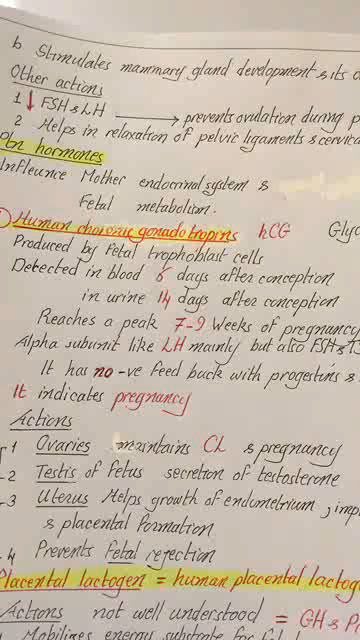 b Stimulates mammary gland development & its
Other actions
1 ↓ FSH & LH → prevents ovulation during
2 Helps in relaxation of pelvic ligaments & cervica
Pln hormones
Influence Mother endocrinal system &
Fetal metabolism.
Human chorionic gonadotropins hCG Glyco
Produced by fetal trophoblast cells
Detected in blood 6 days after conception
in urine 14 days after conception
Reaches a peak 7-9 Weeks of pregnancy
Alpha subunit like LH mainly but also FSH &
It has no -ve feed back with progestins &
It indicates pregnancy
Actions
1 Ovaries maintains CL & pregnancy
2 Testis of fetus secretion of testosterone
3 Uterus Helps growth of endometrium, imp
& placental formation
4 Prevents fetal rejection
Placental lactogen = human placental lactog
Actions not well understood = GH &
Mobilizes energy substrate for